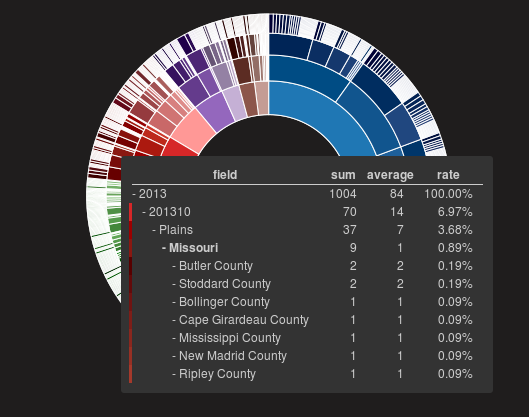 field sum average rate
- 2013 1004 84 100.00%
- 201310 70 14 6.97%
- Plains 37 7 3.68%
- Missouri 9 1 0.89%
- Butler County 2 2 0.19%
- Stoddard County 2 2 0.19%
- Bollinger County 1 1 0.09%
- Cape Girardeau County 1 1 0.09%
- Mississippi County 1 1 0.09%
- New Madrid County 1 1 0.09%
- Ripley County 1 1 0.09%